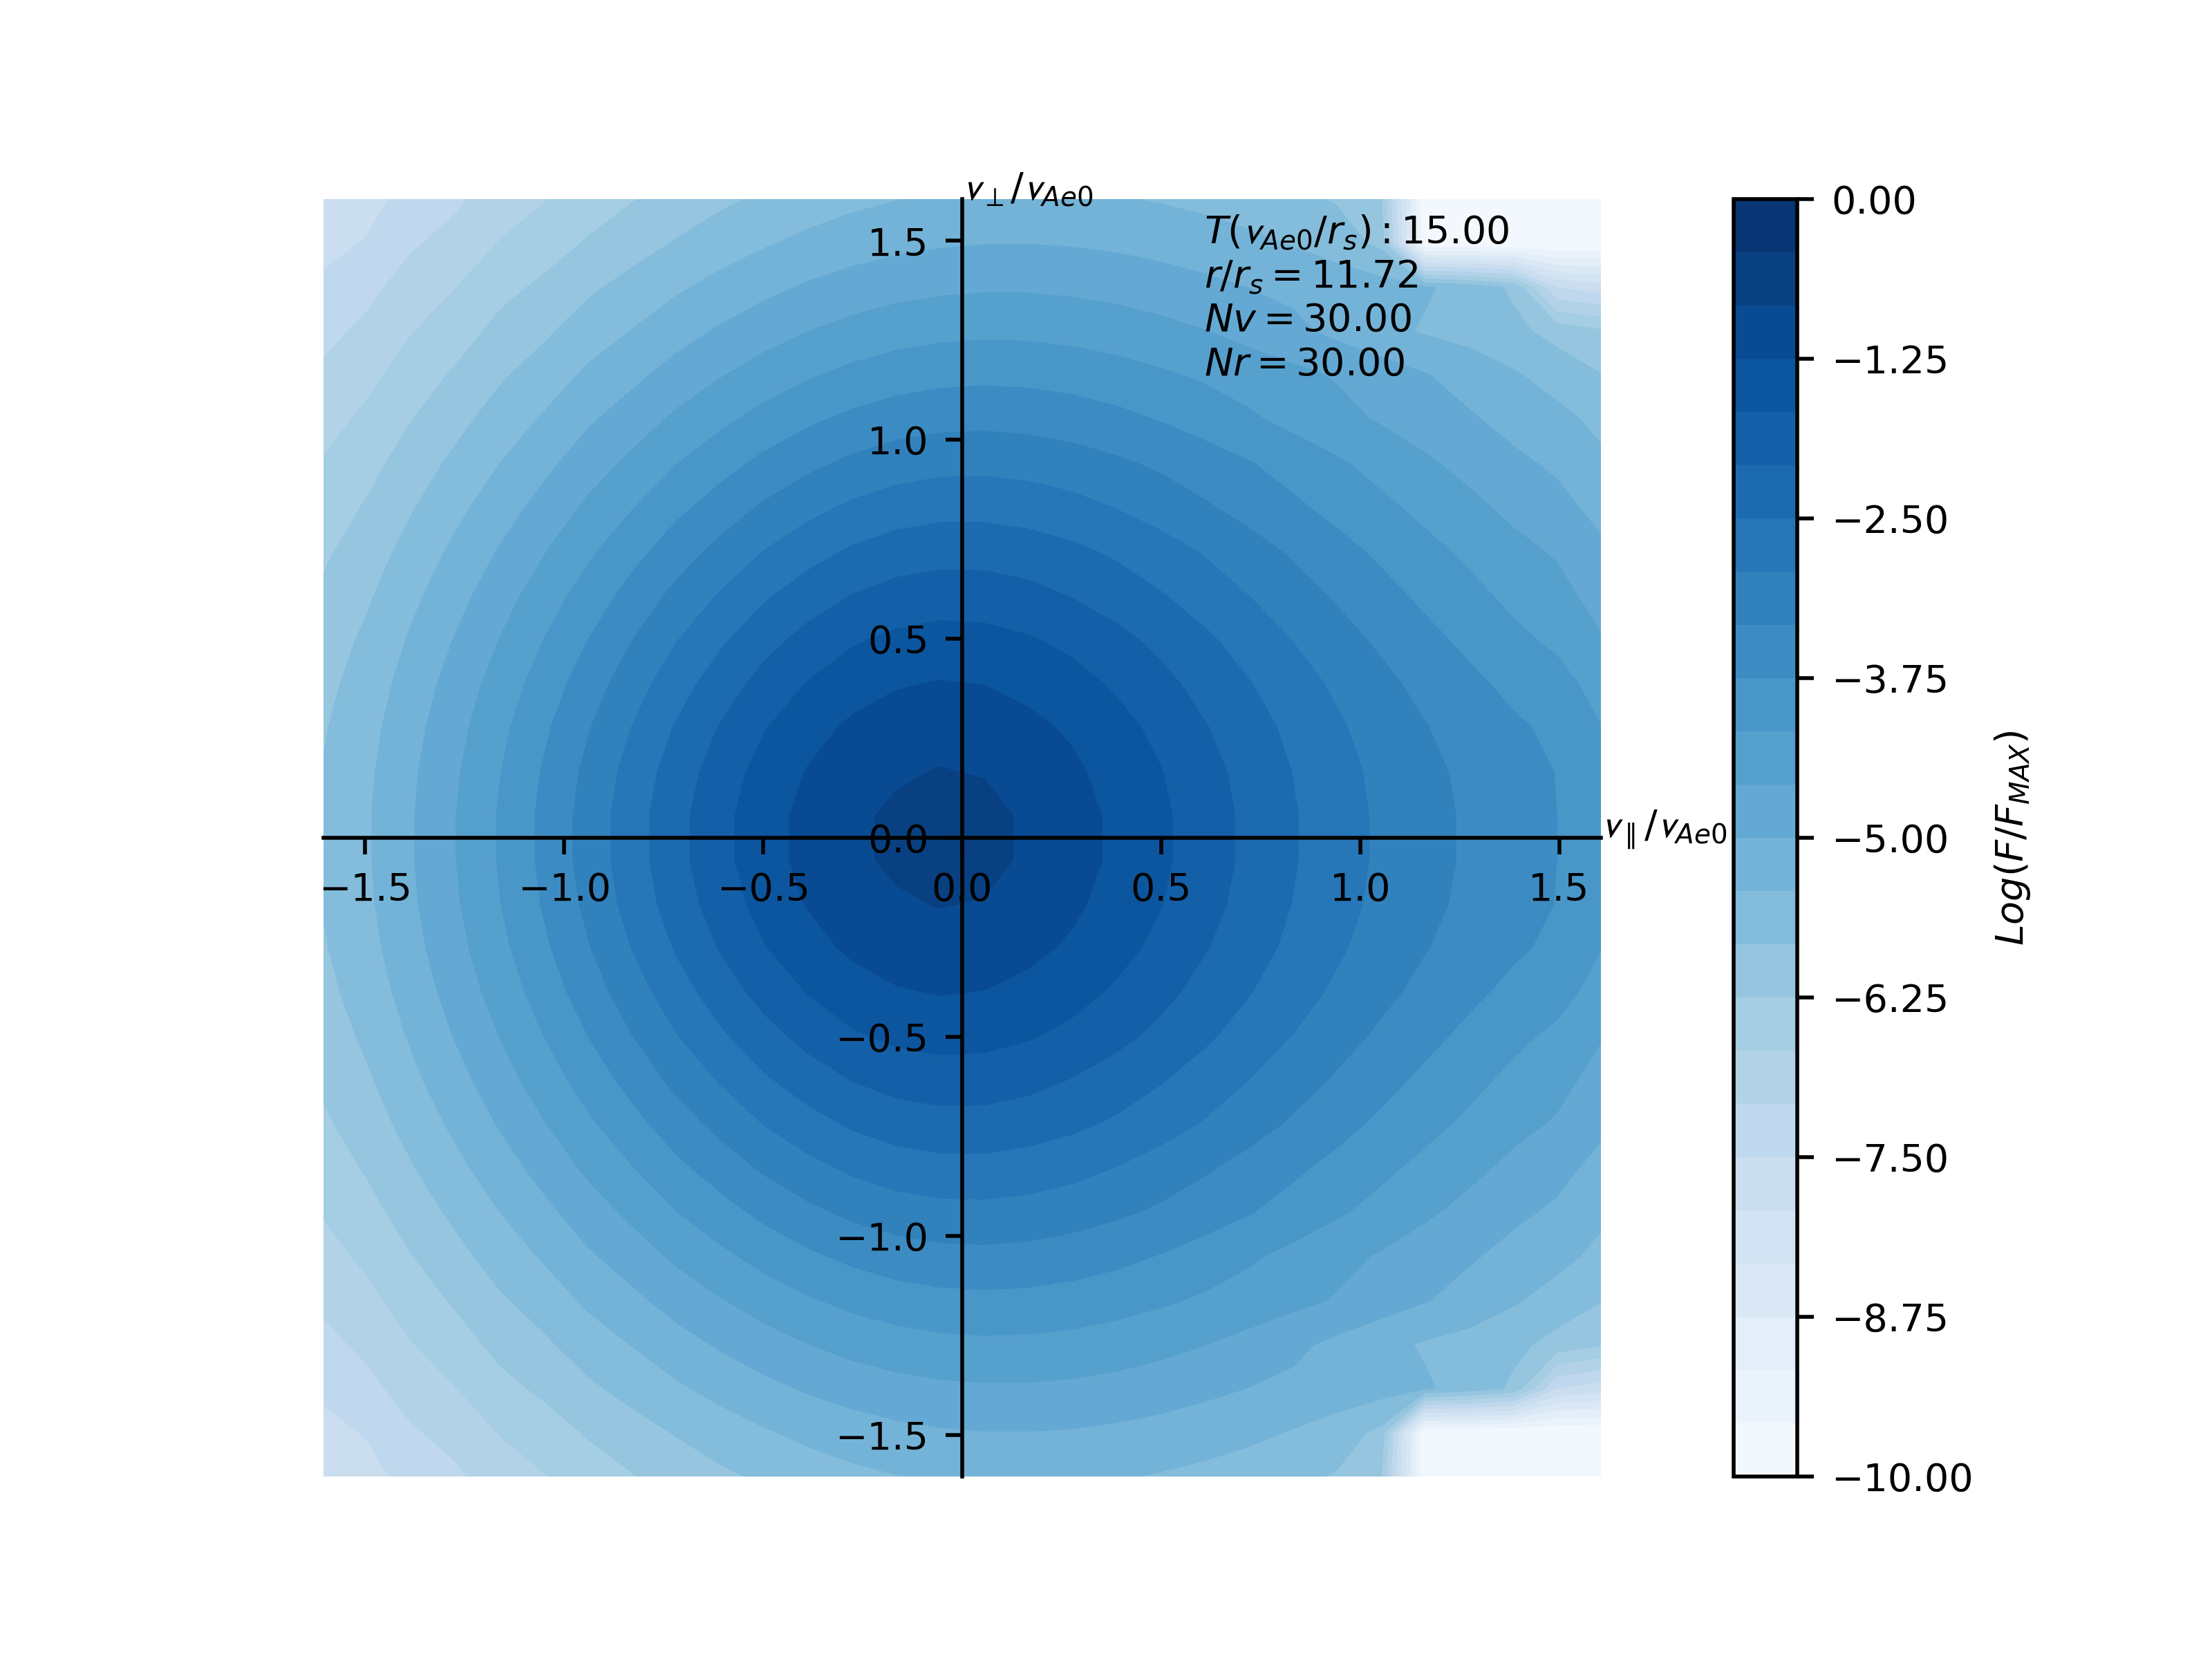 v⊥/vAe0
T(vAe0/rs) : 15.00
r/rs = 11.72
Nv = 30.00
Nr = 30.00
1.5
1.0
0.5
0.0
−0.5
−1.0
−1.5
−1.5 −1.0 −0.5 0.0 0.5 1.0 1.5
v∥/vAe0
0.00
−1.25
−2.50
−3.75
−5.00
−6.25
−7.50
−8.75
−10.00
Log(F/FMAX)